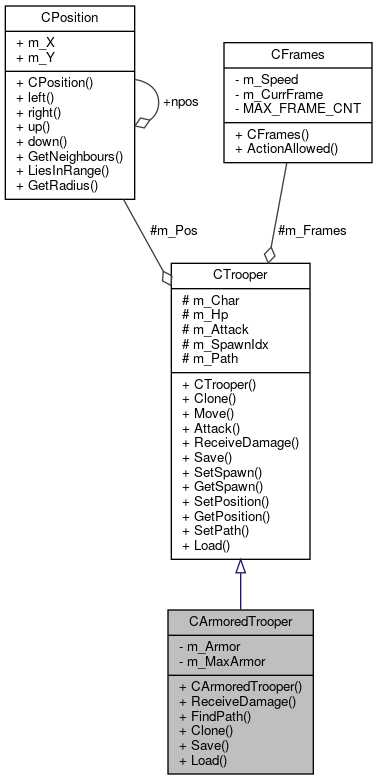 CPosition
+ m_X
+ m_Y
+ CPosition()
+ left()
+ right()
+ up()
+ down()
+ GetNeighbours()
+ LiesInRange()
+ GetRadius()
+npos
CFrames
- m_Speed
- m_CurrFrame
- MAX_FRAME_CNT
+ CFrames()
+ ActionAllowed()
#m_Pos
#m_Frames
CTrooper
# m_Char
# m_Hp
# m_Attack
# m_SpawnIdx
# m_Path
+ CTrooper()
+ Clone()
+ Move()
+ Attack()
+ ReceiveDamage()
+ Save()
+ SetSpawn()
+ GetSpawn()
+ SetPosition()
+ GetPosition()
+ SetPath()
+ Load()
CArmoredTrooper
- m_Armor
- m_MaxArmor
+ CArmoredTrooper()
+ ReceiveDamage()
+ FindPath()
+ Clone()
+ Save()
+ Load()